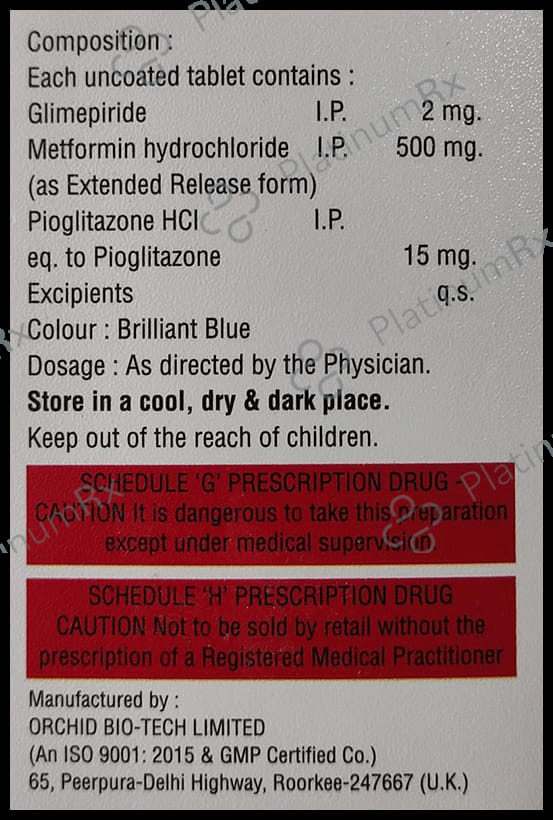 Composition :
Each uncoated tablet contains :
Glimepiride I.P. 2 mg.
Metformin hydrochloride I.P. 500 mg.
(as Extended Release form)
Pioglitazone HCl I.P.
eq. to Pioglitazone 15 mg.
Excipients q.s.
Colour : Brilliant Blue
Dosage : As directed by the Physician.
Store in a cool, dry & dark place.
Keep out of the reach of children.
SCHEDULE 'G' PRESCRIPTION DRUG -
CAUTION It is dangerous to take this preparation
except under medical supervision.
SCHEDULE 'H' PRESCRIPTION DRUG
CAUTION Not to be sold by retail without the
prescription of a Registered Medical Practitioner
Manufactured by :
ORCHID BIO-TECH LIMITED
(An ISO 9001: 2015 & GMP Certified Co.)
65, Peerpura-Delhi Highway, Roorkee-247667 (U.K.)
PlatinumRx
PlatinumRx
PlatinumRx